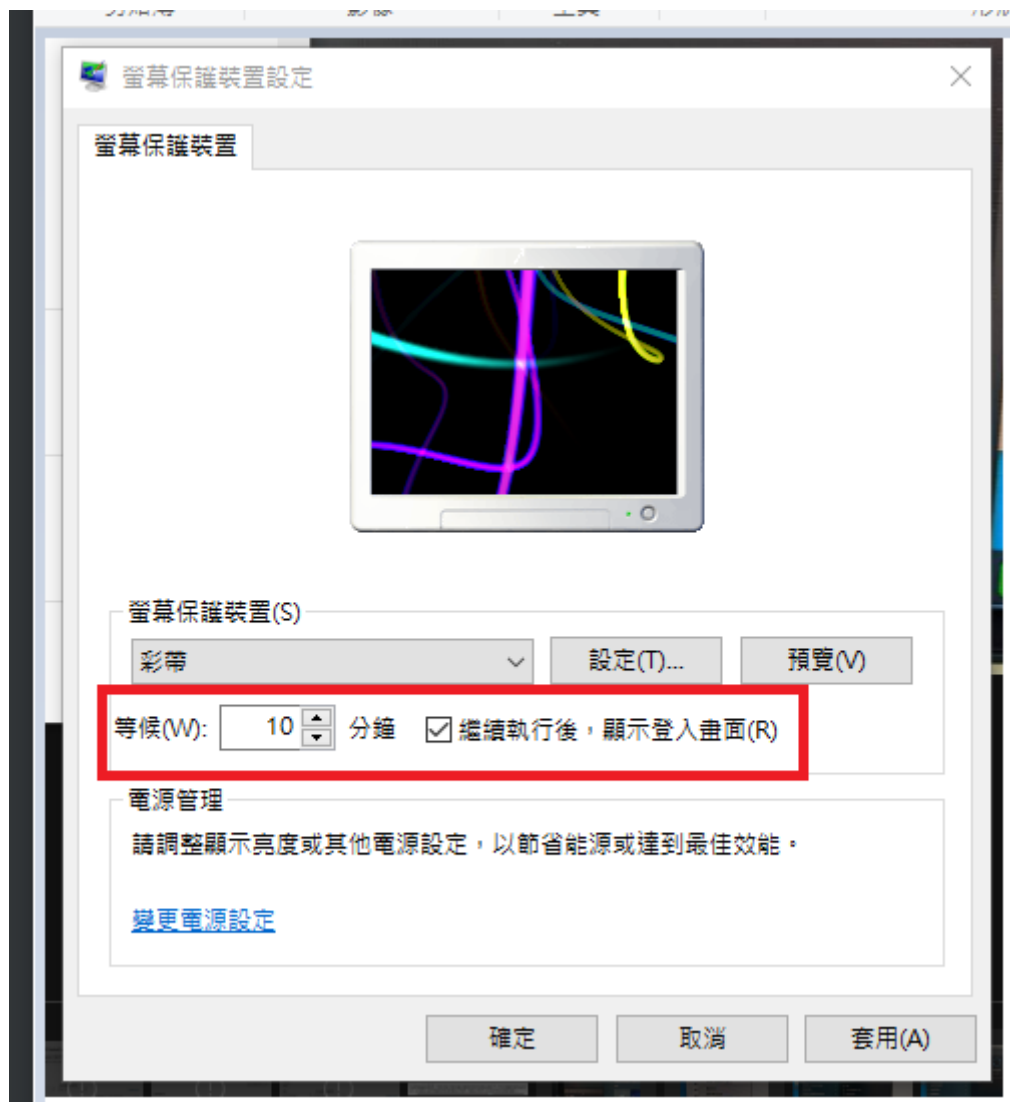 螢幕保護裝置設定
螢幕保護裝置
螢幕保護裝置(S)
彩帶
設定(T)...
預覽(V)
等候(W): 10 分鐘 繼續執行後，顯示登入畫面(R)
電源管理
請調整顯示亮度或其他電源設定，以節省能源或達到最佳效能。
變更電源設定
確定
取消
套用(A)